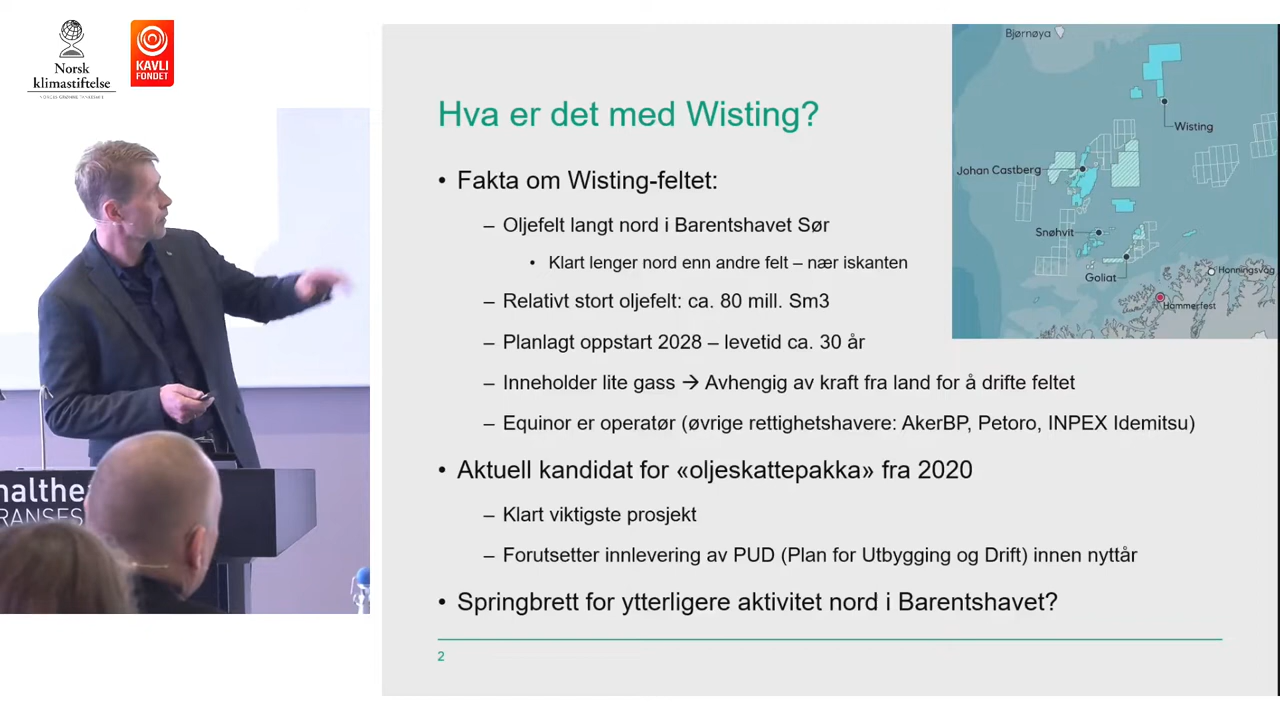 Norsk
klimastiftelse
NORGES GRØNNE TANKESMIE
KAVLI
FONDET
Hva er det med Wisting?
• Fakta om Wisting-feltet:
– Oljefelt langt nord i Barentshavet Sør
• Klart lenger nord enn andre felt – nær iskanten
– Relativt stort oljefelt: ca. 80 mill. Sm3
– Planlagt oppstart 2028 – levetid ca. 30 år
– Inneholder lite gass → Avhengig av kraft fra land for å drifte feltet
– Equinor er operatør (øvrige rettighetshavere: AkerBP, Petoro, INPEX Idemitsu)
• Aktuell kandidat for «oljeskattepakka» fra 2020
– Klart viktigste prosjekt
– Forutsetter innlevering av PUD (Plan for Utbygging og Drift) innen nyttår
• Springbrett for ytterligere aktivitet nord i Barentshavet?
2
Bjørnøya
Wisting
Johan Castberg
Snøhvit
Goliat
Honningsvåg
Hammerfest